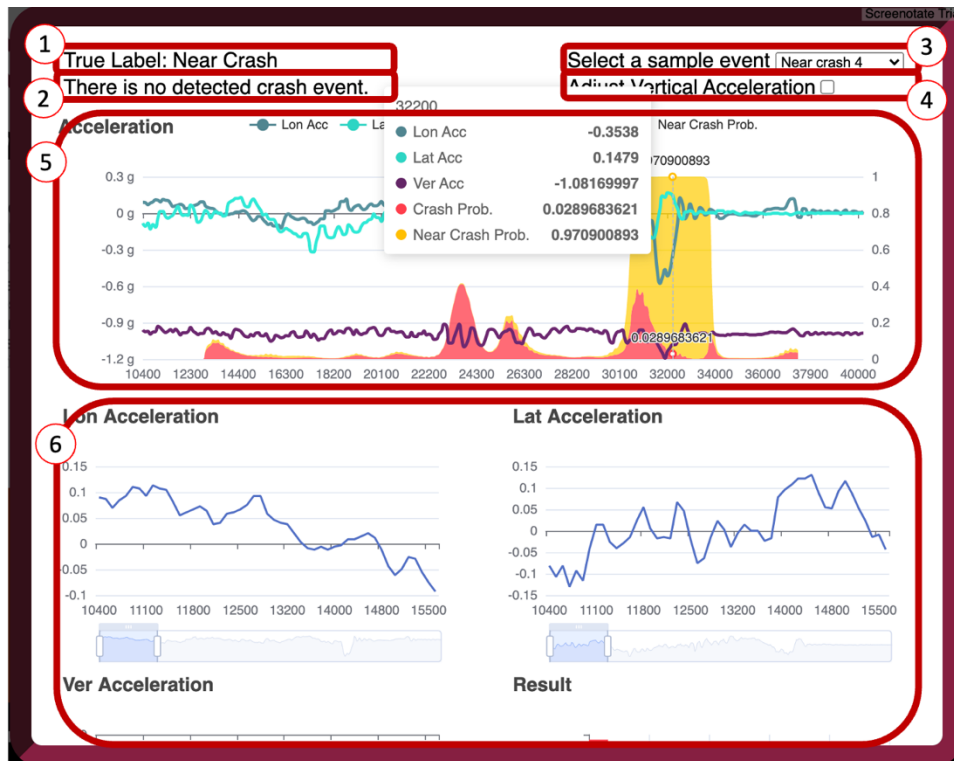 Screenotate Tri
1
True Label: Near Crash
Select a sample event Near crash 4
3
2
There is no detected crash event.
Adjust Vertical Acceleration
4
5
Acceleration
Lon Acc
La
Near Crash Prob.
32200
Lon Acc -0.3538
Lat Acc 0.1479
Ver Acc -1.08169997
Crash Prob. 0.0289683621
Near Crash Prob. 0.970900893
970900893
0.3 g
0 g
-0.3 g
-0.6 g
-0.9 g
-1.2 g
1
0.8
0.6
0.4
0.2
0
0.0289683621
10400 12300 14400 16300 18200 20100 22200 24300 26300 28200 30100 32000 34000 36000 37900 40000
6
Lon Acceleration
Lat Acceleration
0.15
0.1
0.05
0
-0.05
-0.1
10400 11100 11800 12500 13200 14000 14800 15500
0.15
0.1
0.05
0
-0.05
-0.1
-0.15
10400 11100 11800 12500 13200 14000 14800 15500
Ver Acceleration
Result